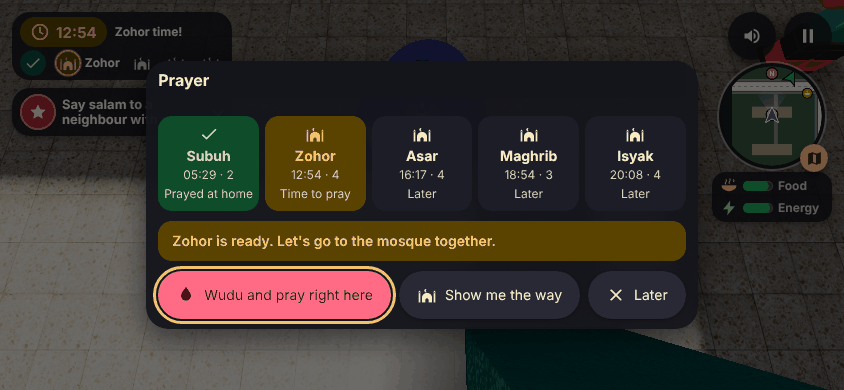 12:54 Zohor time!
Zohor
Say salam to
neighbour wi
N
Prayer
Subuh
05:29 · 2
Prayed at home
Zohor
12:54 · 4
Time to pray
Asar
16:17 · 4
Later
Maghrib
18:54 · 3
Later
Isyak
20:08 · 4
Later
Zohor is ready. Let's go to the mosque together.
Wudu and pray right here
Show me the way
Later
Food
Energy